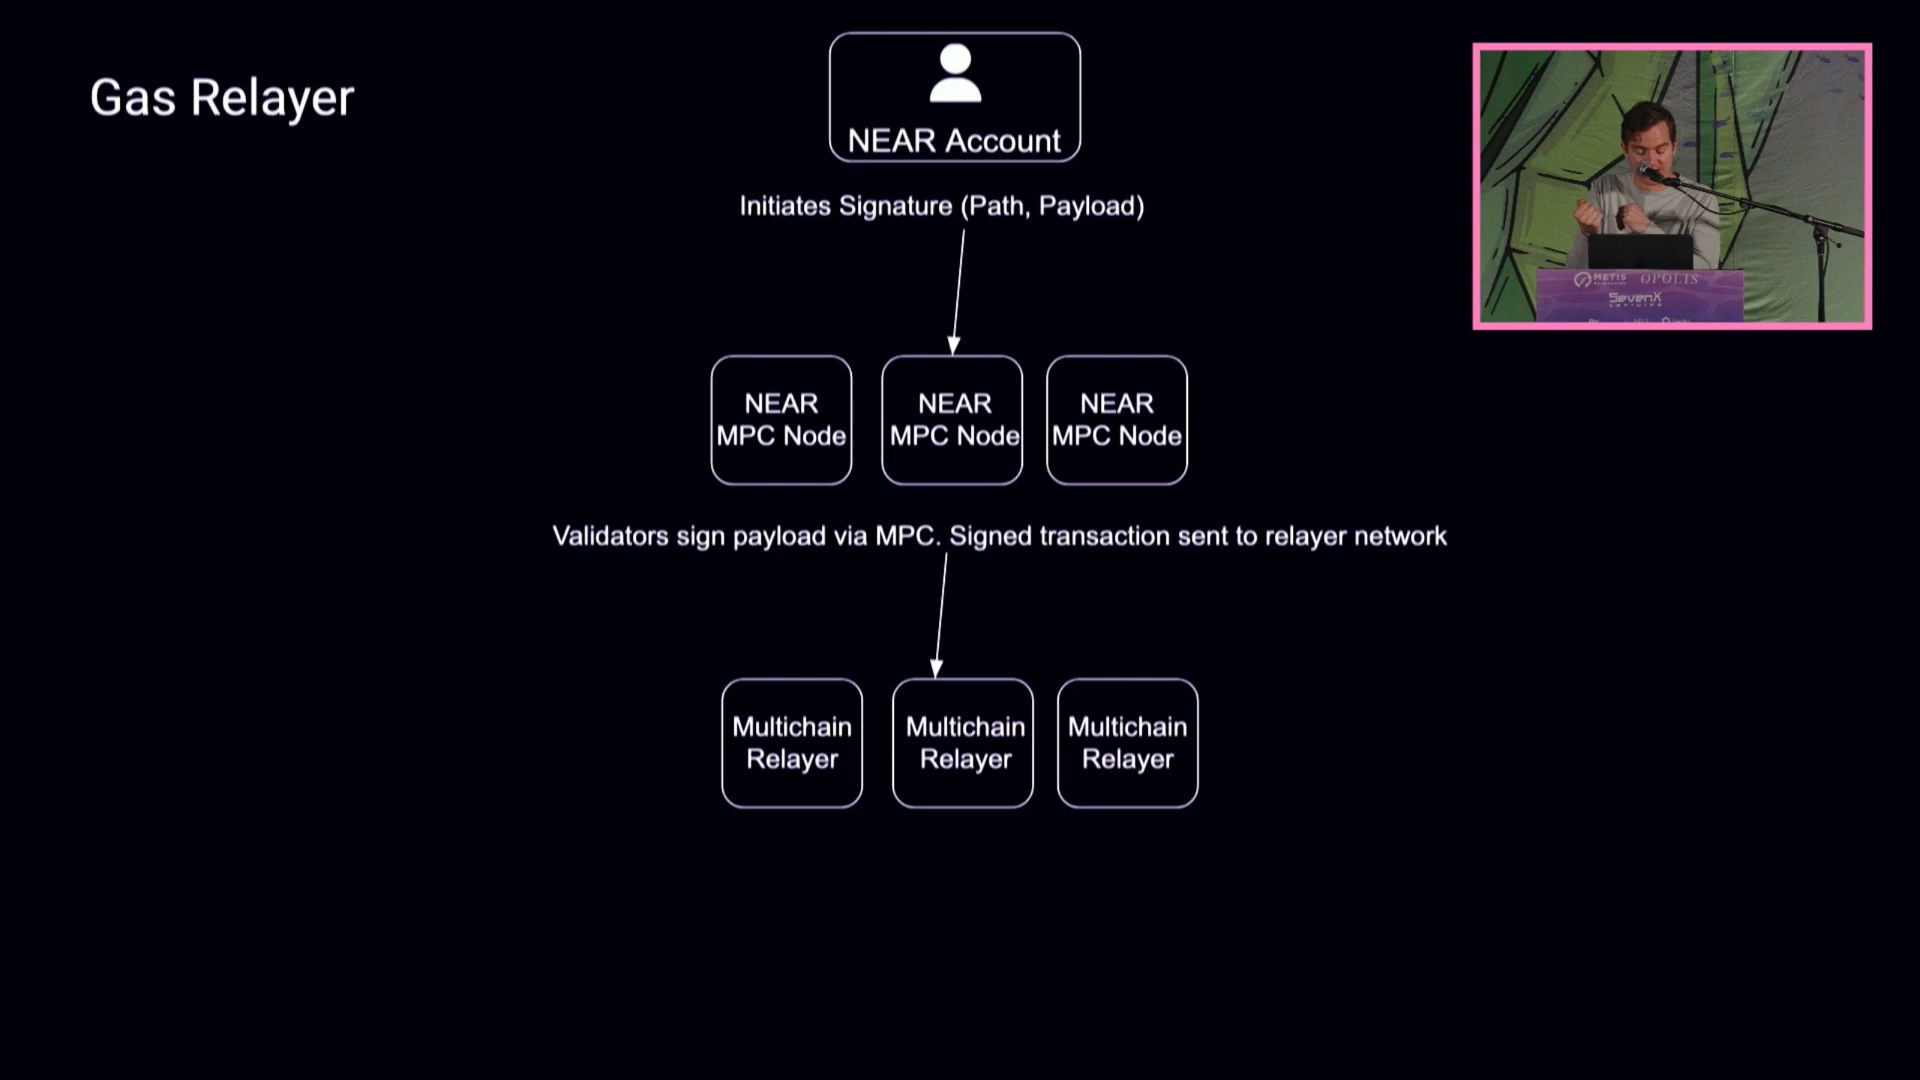 Gas Relayer
NEAR Account
Initiates Signature (Path, Payload)
NEAR
MPC Node
NEAR
MPC Node
NEAR
MPC Node
Validators sign payload via MPC. Signed transaction sent to relayer network
Multichain
Relayer
Multichain
Relayer
Multichain
Relayer
METIS
OPOLIS
SevenX